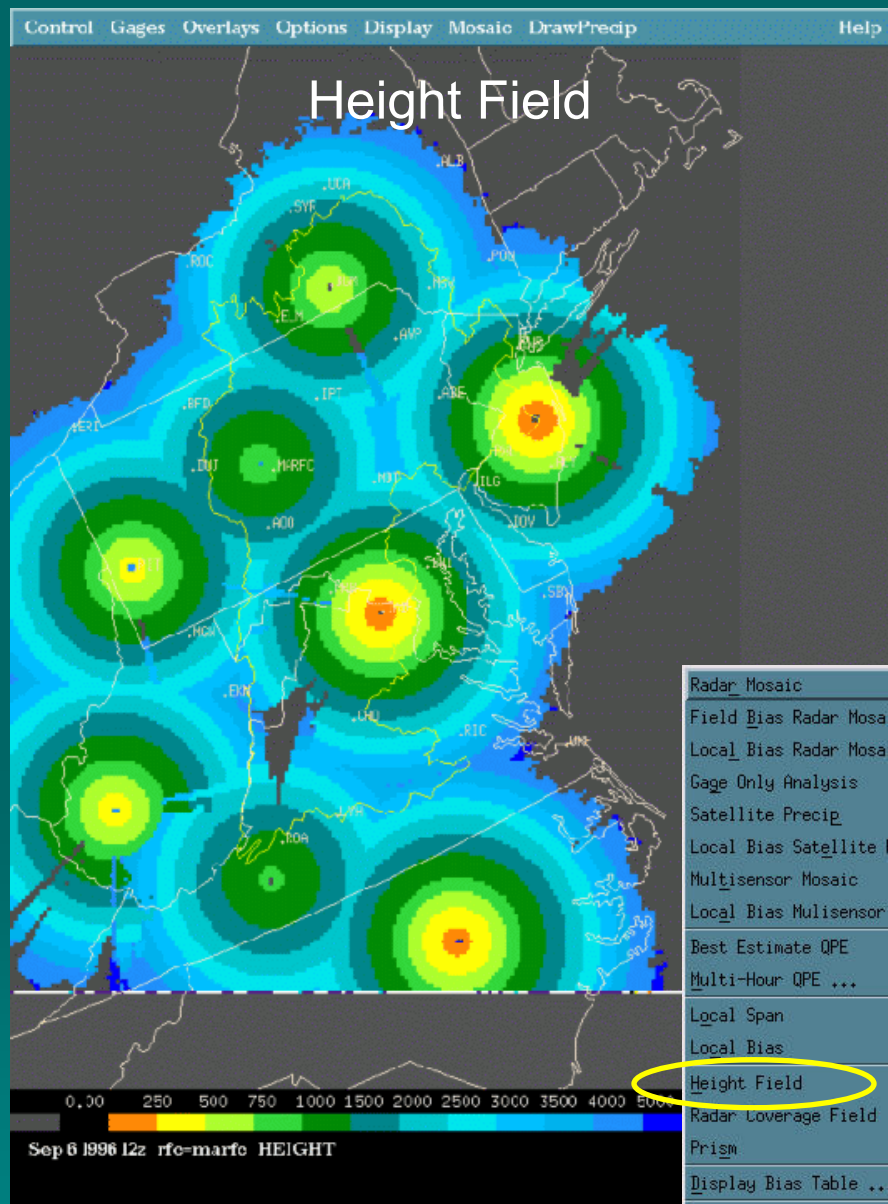 Control Gages Overlays Options Display Mosaic DrawPrecip Help
Height Field
.ALB
.UCA
.SYR
.ROC
.POU
.ELM
.AVP
.IPT
.ABE
.BFD
.ERI
.DUJ
.MARFC
.ILG
.AOO
.DOV
.SBY
.MGW
.EKN
.CHO
.RIC
.LYH
.ROA
Radar Mosaic
Field Bias Radar Mosa
Local Bias Radar Mosa
Gage Only Analysis
Satellite Precip
Local Bias Satellite
Multisensor Mosaic
Local Bias Mulisensor
Best Estimate QPE
Multi-Hour QPE ...
Local Span
Local Bias
Height Field
Radar Coverage Field
Prism
Display Bias Table ..
0.00 250 500 750 1000 1500 2000 2500 3000 3500 4000 5000
Sep 6 1996 12z rfc=marfc HEIGHT